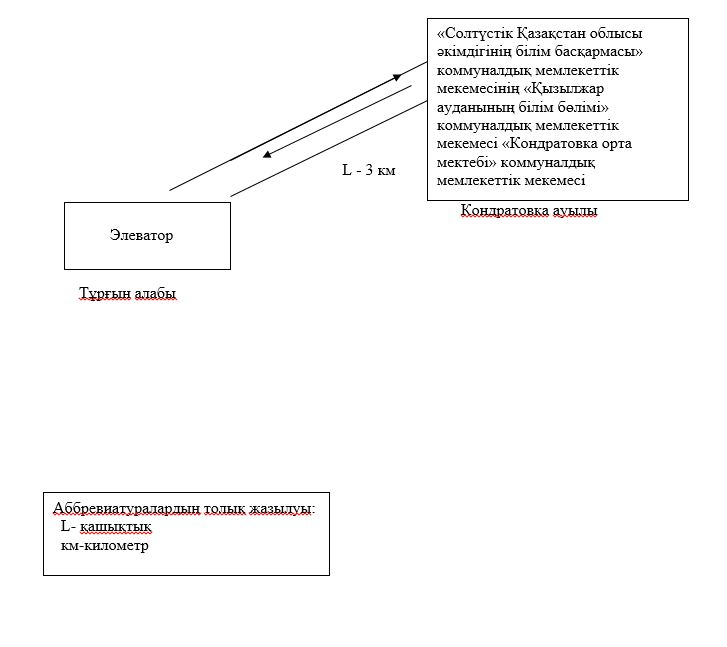 «Солтүстік Қазақстан облысы
әкімдігінің білім басқармасы»
коммуналдық мемлекеттік
мекемесінің «Қызылжар
ауданының білім бөлімі»
коммуналдық мемлекеттік
мекемесі «Кондратовка орта
мектебі» коммуналдық
мемлекеттік мекемесі
L - 3 км
Кондратовка ауылы
Элеватор
Тұрғын алабы
Аббревиатуралардың толық жазылуы:
L- қашықтық
км-километр